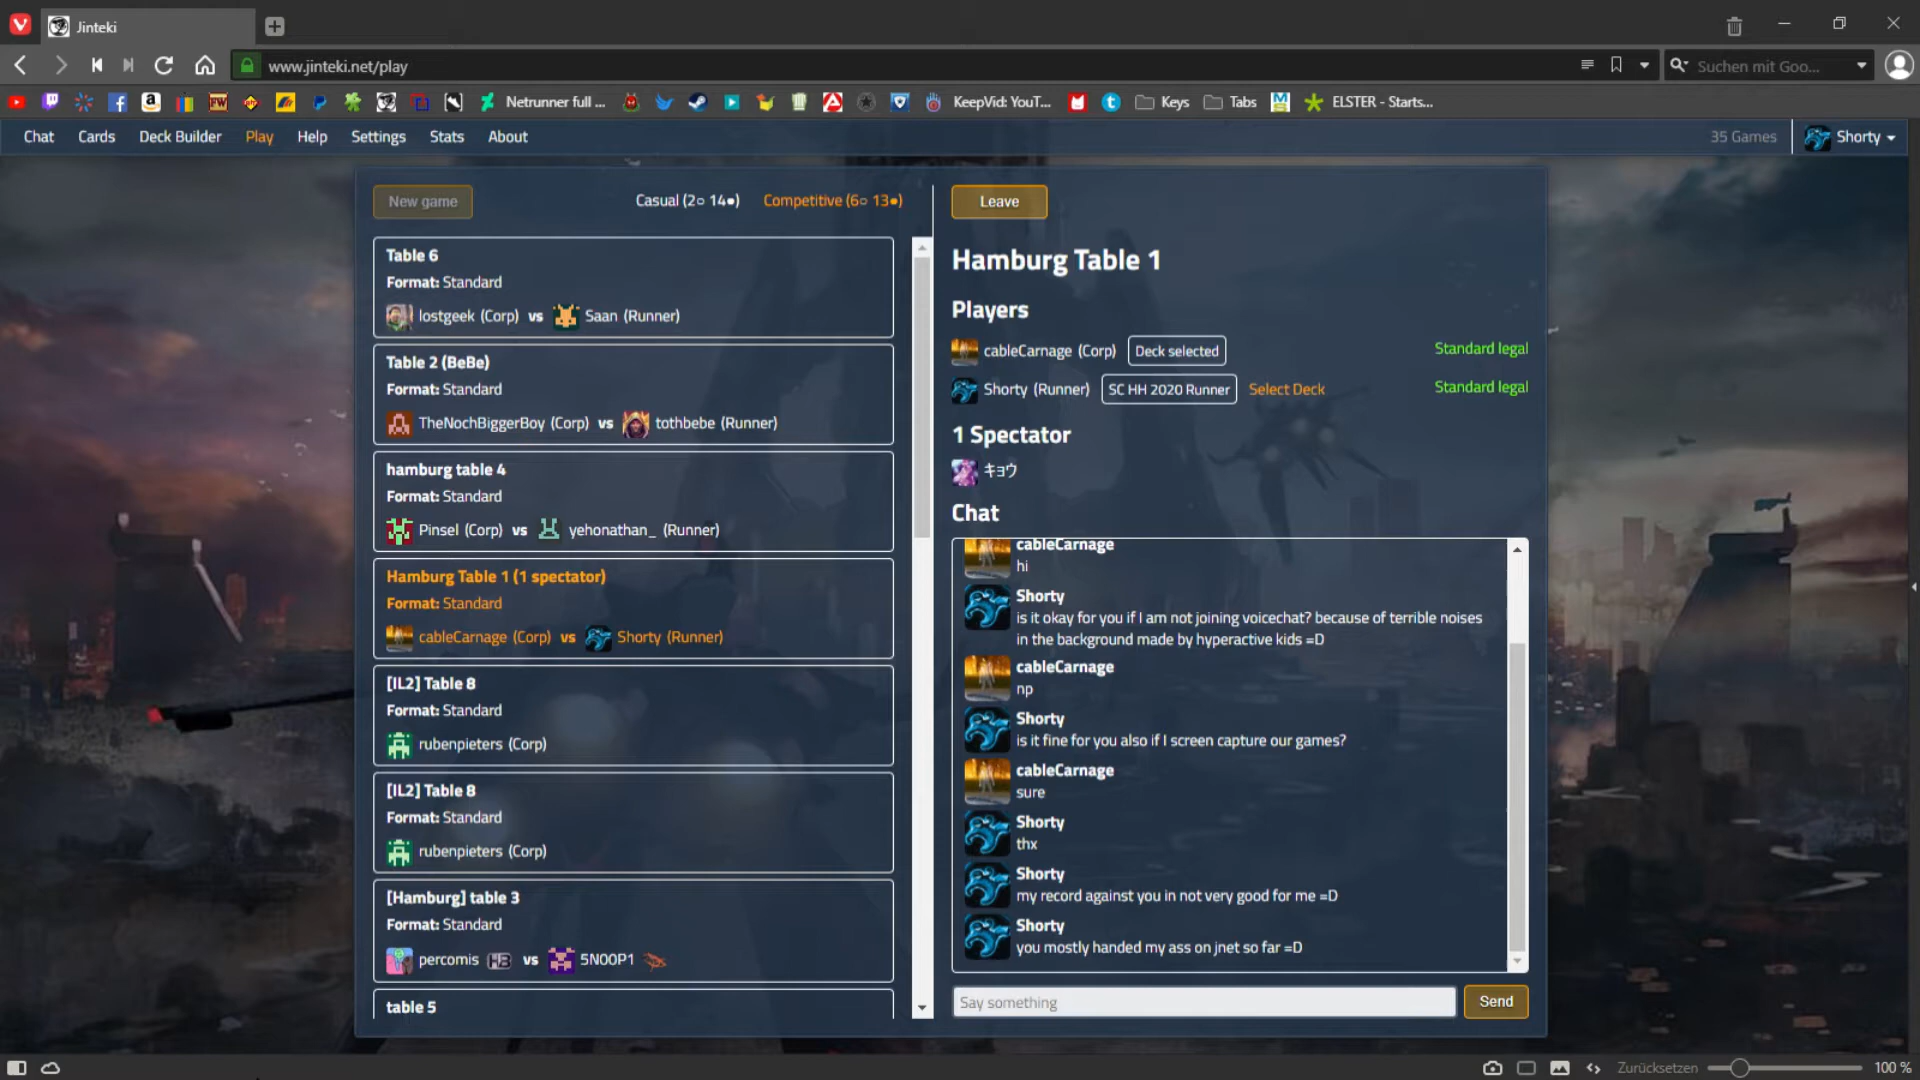 Jinteki
www.jinteki.net/play
Suchen mit Goo...
Netrunner full ...
KeepVid: YouT...
Keys
Tabs
ELSTER - Starts...
Chat
Cards
Deck Builder
Play
Help
Settings
Stats
About
35 Games
Shorty
New game
Casual (2○ 14●)
Competitive (6○ 13●)
Table 6
Format: Standard
lostgeek (Corp) vs Saan (Runner)
Table 2 (BeBe)
Format: Standard
TheNochBiggerBoy (Corp) vs tothbebe (Runner)
hamburg table 4
Format: Standard
Pinsel (Corp) vs yehonathan_ (Runner)
Hamburg Table 1 (1 spectator)
Format: Standard
cableCarnage (Corp) vs Shorty (Runner)
[IL2] Table 8
Format: Standard
rubenpieters (Corp)
[IL2] Table 8
Format: Standard
rubenpieters (Corp)
[Hamburg] table 3
Format: Standard
percomis vs 5N00P1
table 5
Leave
Hamburg Table 1
Players
cableCarnage (Corp) Deck selected Standard legal
Shorty (Runner) SC HH 2020 Runner Select Deck Standard legal
1 Spectator
キョウ
Chat
cableCarnage
hi
Shorty
is it okay for you if I am not joining voicechat? because of terrible noises
in the background made by hyperactive kids =D
cableCarnage
np
Shorty
is it fine for you also if I screen capture our games?
cableCarnage
sure
Shorty
thx
Shorty
my record against you in not very good for me =D
Shorty
you mostly handed my ass on jnet so far =D
Say something
Send
Zurücksetzen
100 %